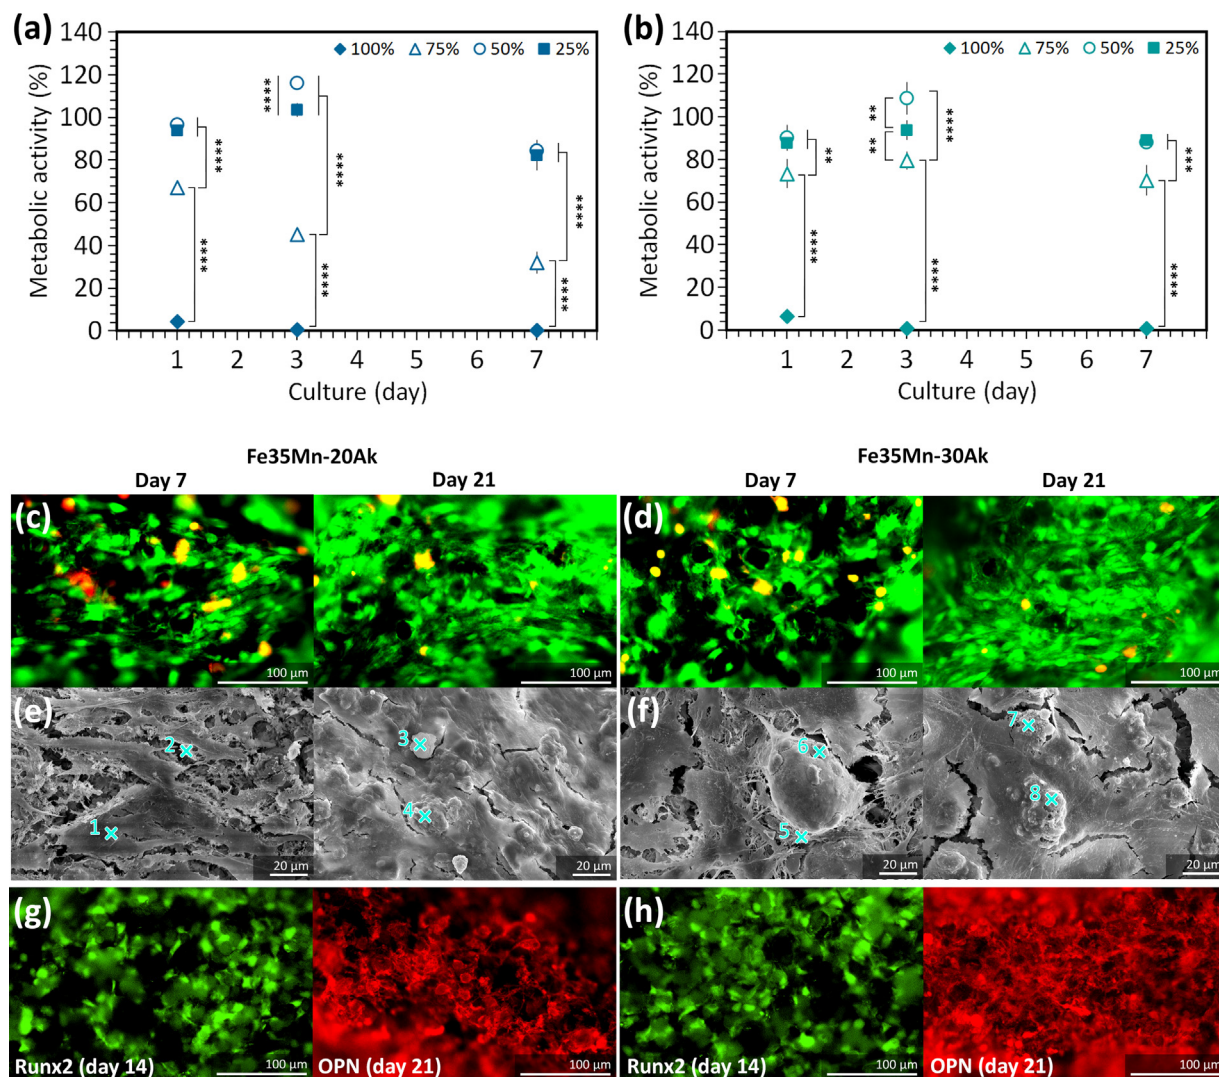 (a)
Metabolic activity (%)
140
120
100
80
60
40
20
0
100% 75% 50% 25%
****
****
****
****
****
****
****
1 2 3 4 5 6 7
Culture (day)
(b)
Metabolic activity (%)
140
120
100
80
60
40
20
0
100% 75% 50% 25%
**
****
**
**
****
****
***
****
1 2 3 4 5 6 7
Culture (day)
Fe35Mn-20Ak
Day 7 Day 21
Fe35Mn-30Ak
Day 7 Day 21
(c)
100 µm
100 µm
(d)
100 µm
100 µm
(e)
2
1
20 µm
3
4
20 µm
(f)
6
5
20 µm
7
8
20 µm
(g)
Runx2 (day 14)
100 µm
OPN (day 21)
100 µm
(h)
Runx2 (day 14)
100 µm
OPN (day 21)
100 µm